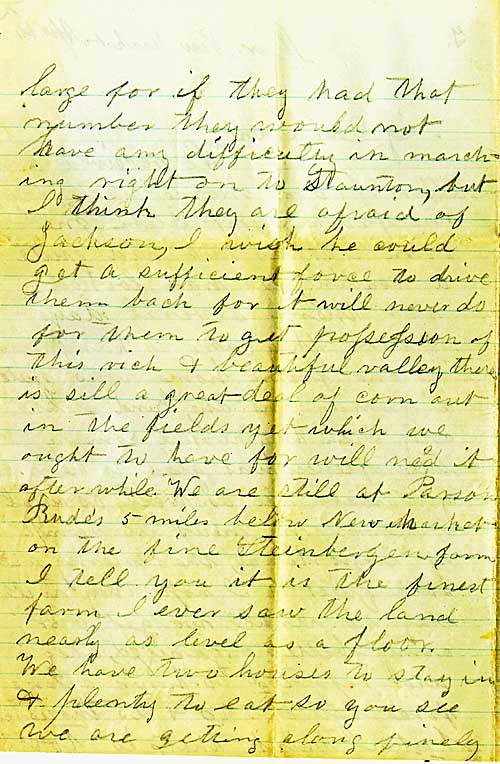 large for if they had that
number they would not
have any difficulty in march-
ing right on to Staunton, but
I think they are afraid of
Jackson, I wish he could
get a sufficient force to drive
them back for it will never do
for them to get possession of
this rich & beautiful valley, there
is sill a great deal of corn out
in the fields yet which we
ought to have for will need it
afterwhile. We are still at Parson
Rude's 5 miles below New Market
on the fine Steinbergen farm
I tell you it is the finest
farm I ever saw the land
nearly as level as a floor.
We have two houses to stay in
& plenty to eat so you see
we are getting along finely